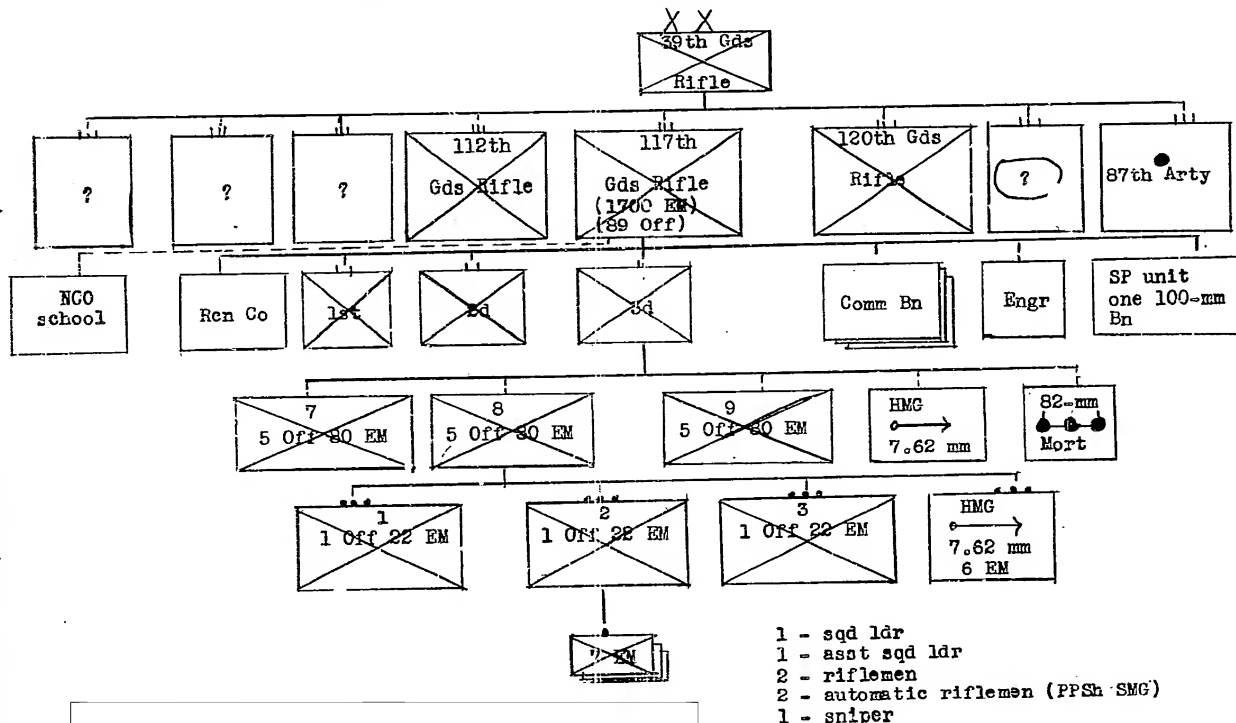 X X
39th Gds
Rifle
?
?
?
112th
Gds Rifle
117th
Gds Rifle
(1700 EM)
(89 Off)
120th Gds
Rifle
?
87th Arty
NCO
school
Rcn Co
1st
2d
3d
Comm Bn
Engr
SP unit
one 100-mm
Bn
7
5 Off 80 EM
8
5 Off 80 EM
9
5 Off 80 EM
HMG
7.62 mm
82-mm
Mort
1
1 Off 22 EM
2
1 Off 22 EM
3
1 Off 22 EM
HMG
7.62 mm
6 EM
7 EM
1 - sqd ldr
1 - asst sqd ldr
2 - riflemen
2 - automatic riflemen (PPSh SMG)
1 - sniper